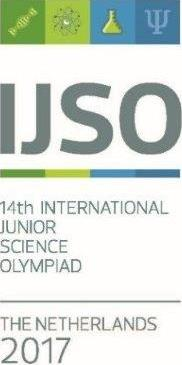 Ψ
IJSO
14th INTERNATIONAL
JUNIOR
SCIENCE
OLYMPIAD
THE NETHERLANDS
2017